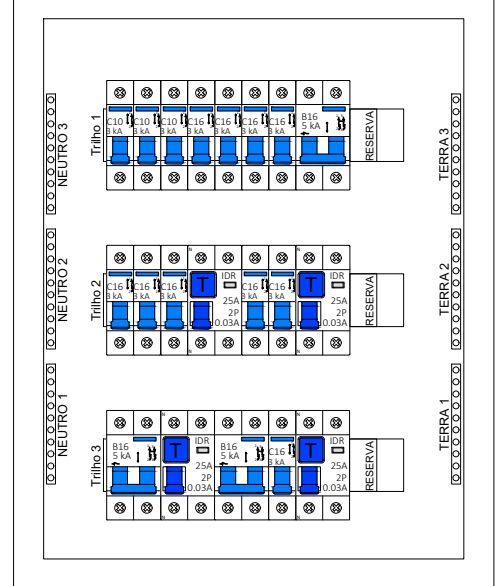 NEUTRO 3
Trilho 1
C10 C10 C10 C16 C16 C16 C16 B16
3 kA 3 kA 3 kA 3 kA 3 kA 3 kA 3 kA 5 kA
RESERVA
TERRA 3
NEUTRO 2
Trilho 2
C16 C16 C16
3 kA 3 kA 3 kA
N
T
IDR
25A
2P
0.03A
N
C16 C16
3 kA 3 kA
N
T
IDR
25A
2P
0.03A
N
RESERVA
TERRA 2
NEUTRO 1
Trilho 3
B16
5 kA
N
T
IDR
25A
2P
0.03A
N
B16
5 kA
C16
3 kA
N
T
IDR
25A
2P
0.03A
N
RESERVA
TERRA 1